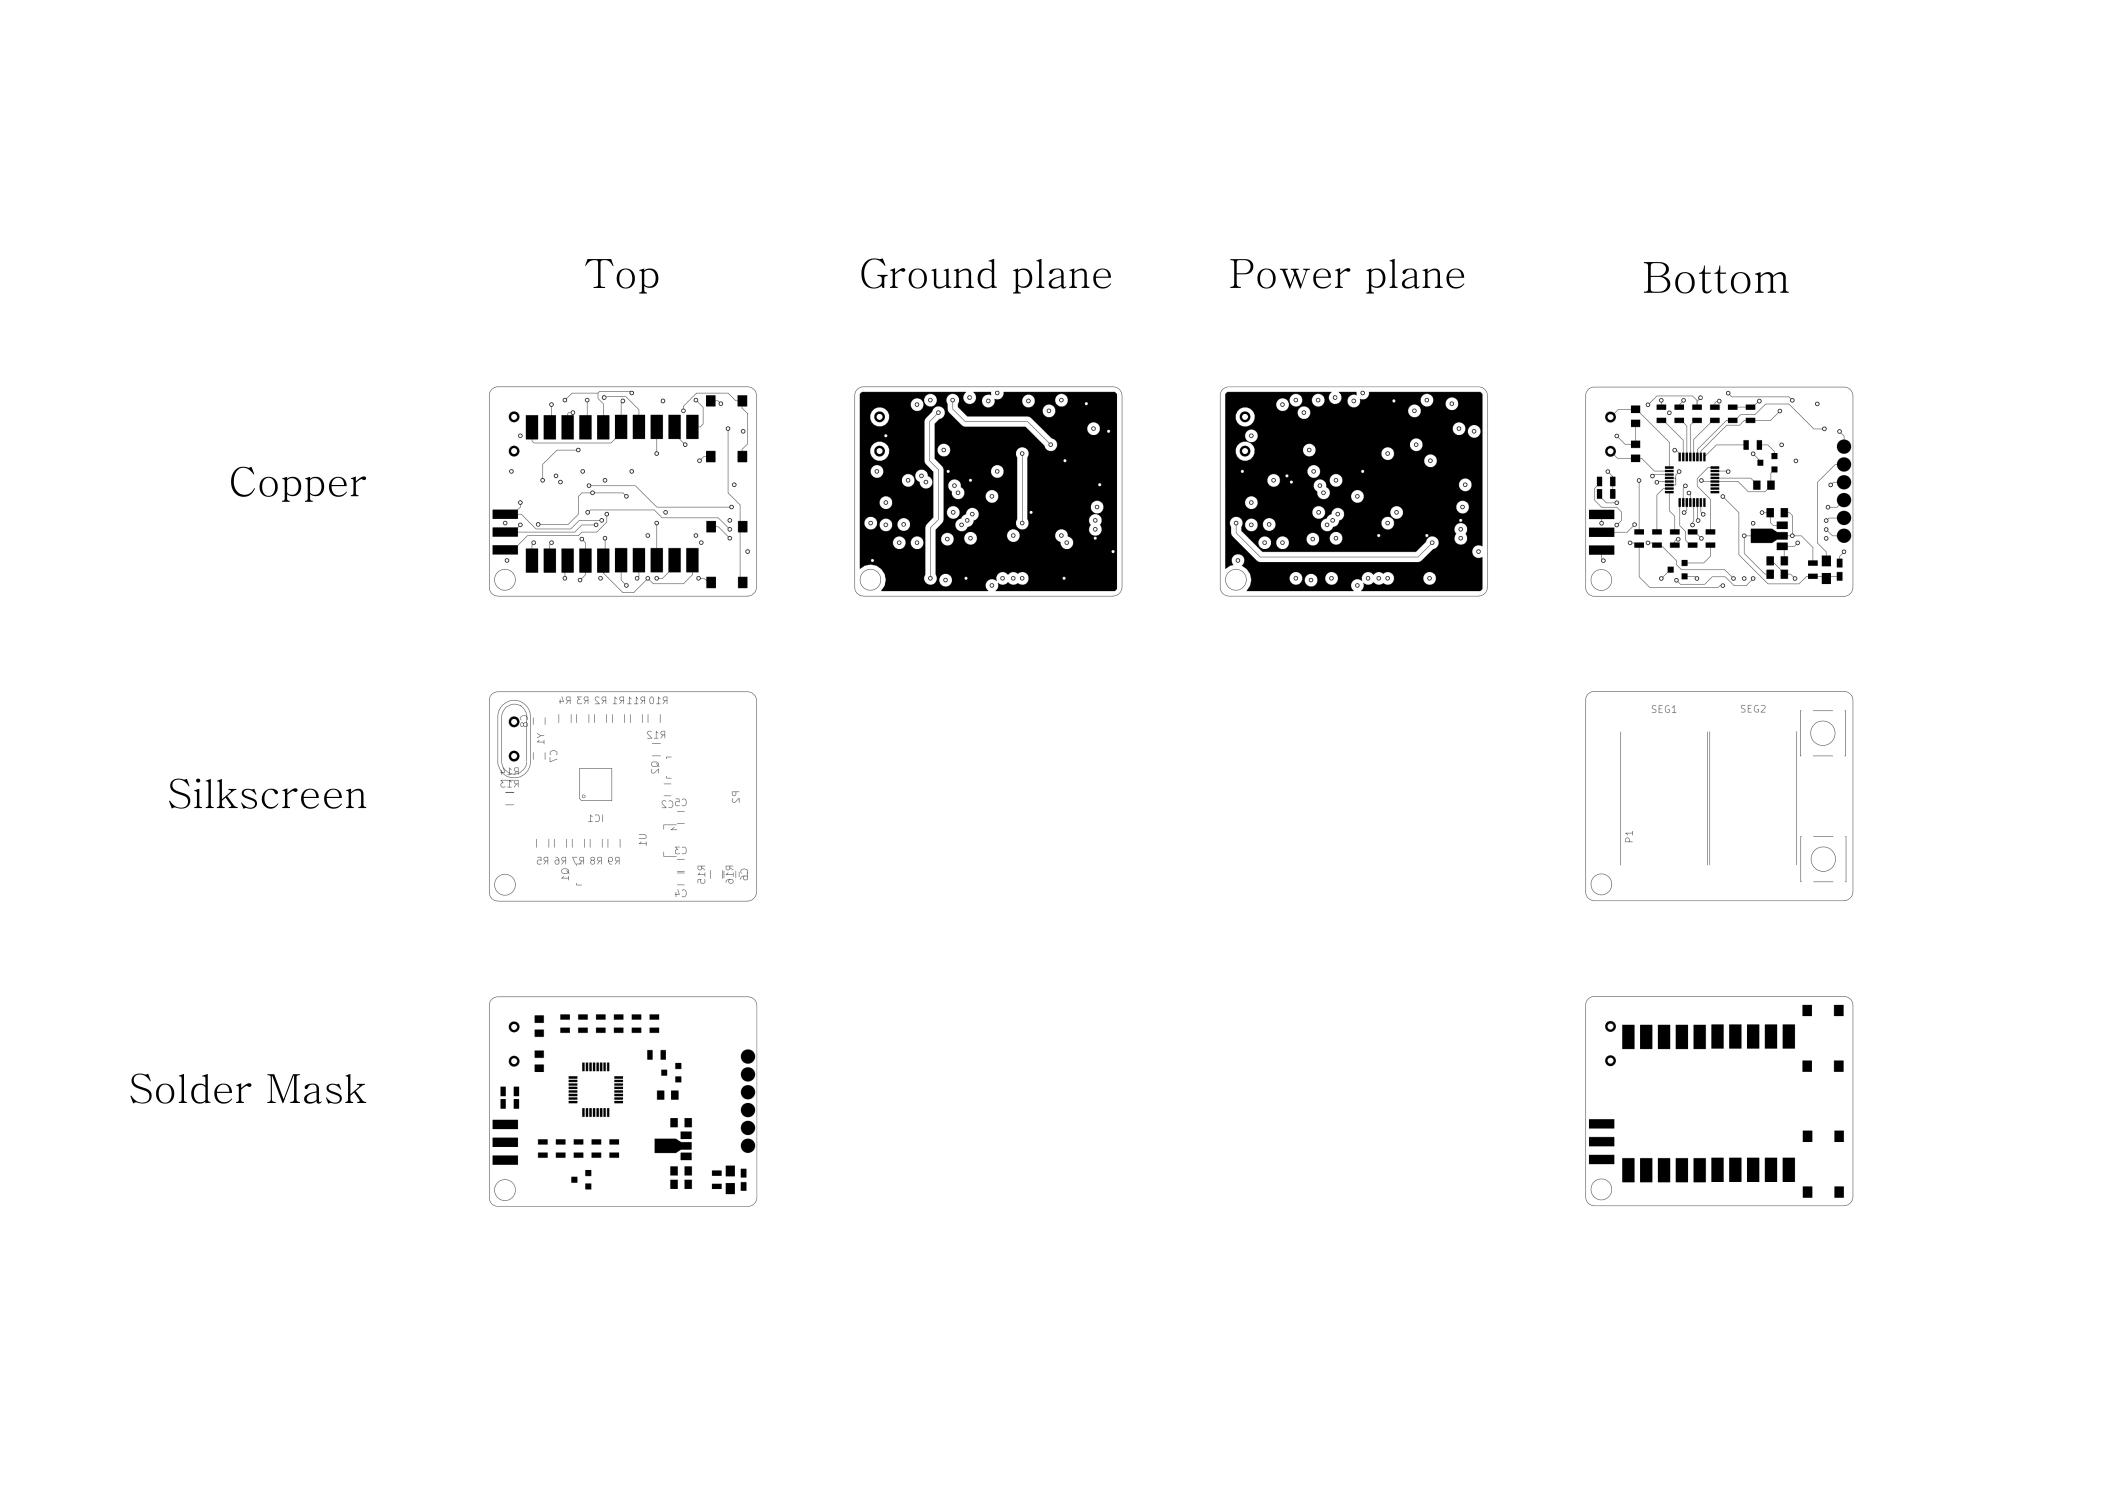 Top Ground plane Power plane Bottom
Copper
Silkscreen
R4 R3 R2 R1 R11 R10
C8
Y1
C7
R12
Q2
R14
R13
C2 C5
P2
IC1
U1
C3
R5 R6 R7 R8 R9
Q1
R15 R16 C6
C4
SEG1 SEG2
P1
Solder Mask